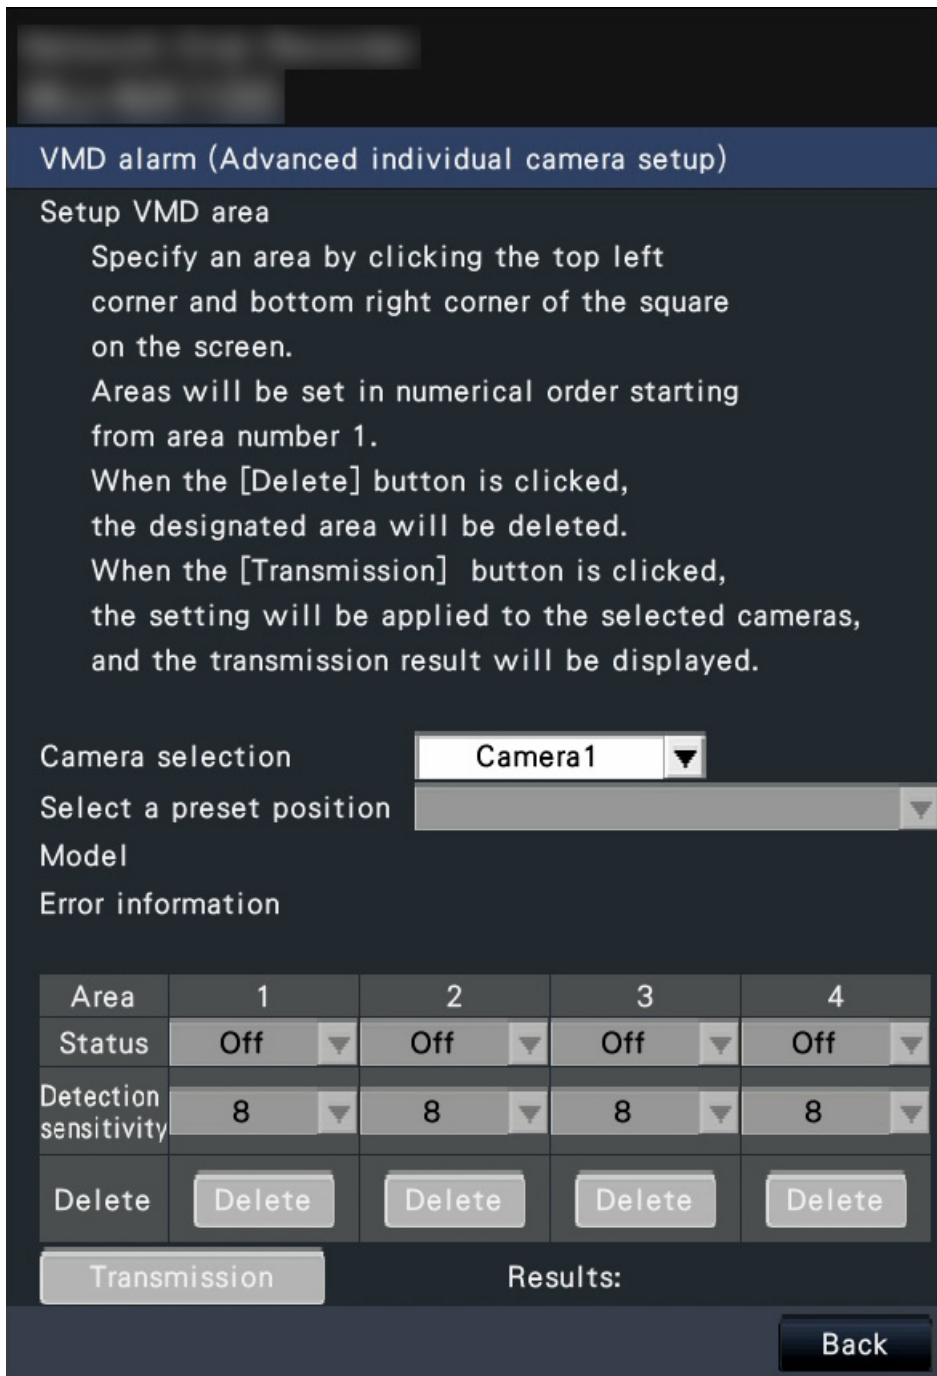 VMD alarm (Advanced individual camera setup)
Setup VMD area
Specify an area by clicking the top left
corner and bottom right corner of the square
on the screen.
Areas will be set in numerical order starting
from area number 1.
When the [Delete] button is clicked,
the designated area will be deleted.
When the [Transmission] button is clicked,
the setting will be applied to the selected cameras,
and the transmission result will be displayed.
Camera selection Camera1
Select a preset position
Model
Error information
Area 1 2 3 4
Status Off Off Off Off
Detection
sensitivity 8 8 8 8
Delete Delete Delete Delete Delete
Transmission Results:
Back